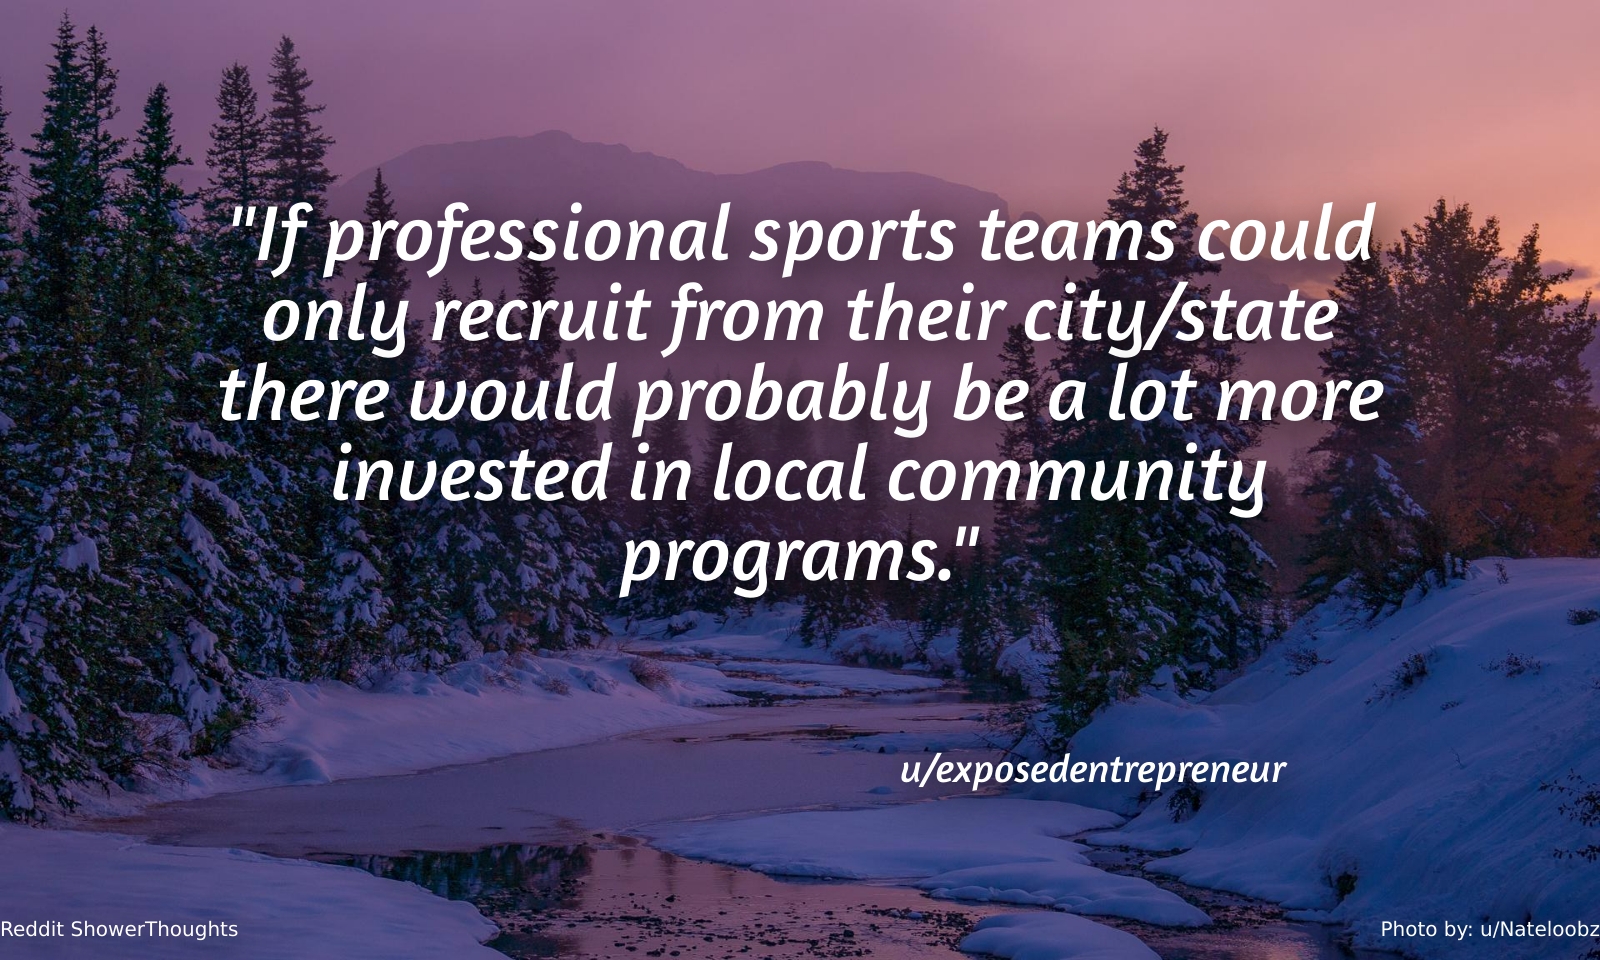 "If professional sports teams could
only recruit from their city/state
there would probably be a lot more
invested in local community
programs."
u/exposedentrepreneur
Reddit ShowerThoughts
Photo by: u/Nateloobz